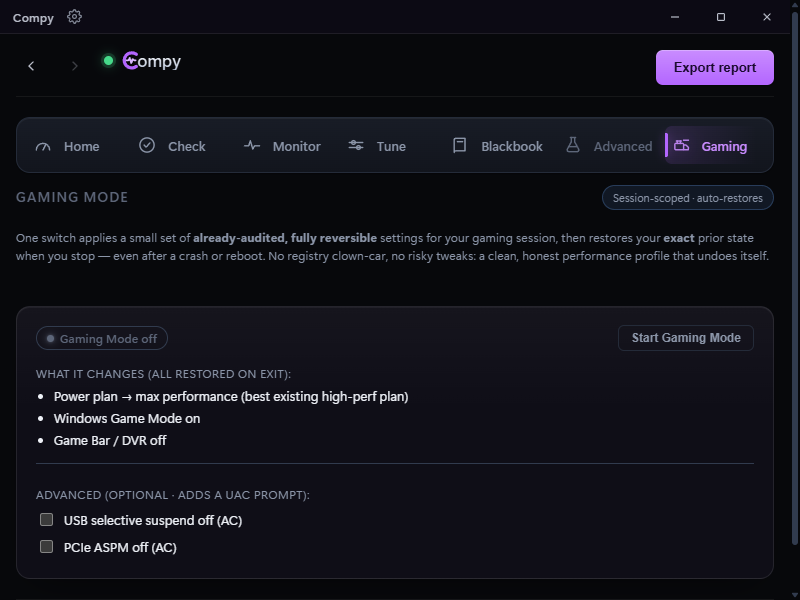 Compy
Compy
Export report
Home Check Monitor Tune Blackbook Advanced Gaming
GAMING MODE
Session-scoped · auto-restores
One switch applies a small set of already-audited, fully reversible settings for your gaming session, then restores your exact prior state
when you stop — even after a crash or reboot. No registry clown-car, no risky tweaks: a clean, honest performance profile that undoes itself.
Gaming Mode off
Start Gaming Mode
WHAT IT CHANGES (ALL RESTORED ON EXIT):
• Power plan → max performance (best existing high-perf plan)
• Windows Game Mode on
• Game Bar / DVR off
ADVANCED (OPTIONAL · ADDS A UAC PROMPT):
USB selective suspend off (AC)
PCIe ASPM off (AC)